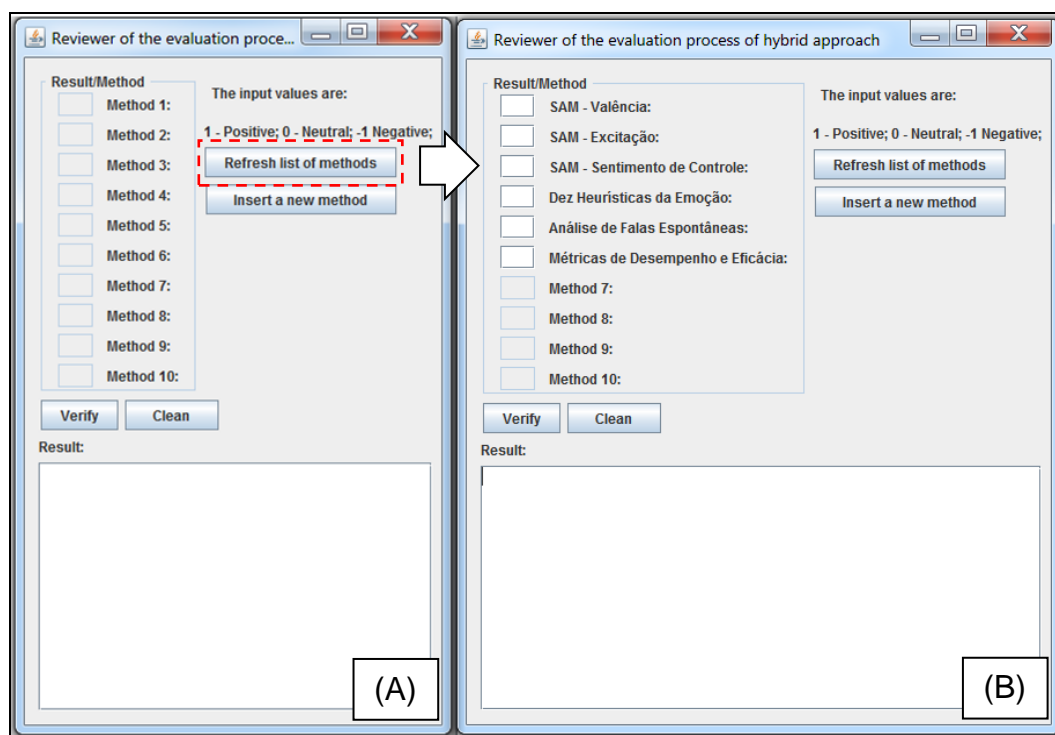 Reviewer of the evaluation proce...
Result/Method
Method 1:
Method 2:
Method 3:
Method 4:
Method 5:
Method 6:
Method 7:
Method 8:
Method 9:
Method 10:
The input values are:
1 - Positive; 0 - Neutral; -1 Negative;
Refresh list of methods
Insert a new method
Verify
Clean
Result:
(A)
Reviewer of the evaluation process of hybrid approach
Result/Method
SAM - Valência:
SAM - Excitação:
SAM - Sentimento de Controle:
Dez Heurísticas da Emoção:
Análise de Falas Espontâneas:
Métricas de Desempenho e Eficácia:
Method 7:
Method 8:
Method 9:
Method 10:
The input values are:
1 - Positive; 0 - Neutral; -1 Negative;
Refresh list of methods
Insert a new method
Verify
Clean
Result:
(B)